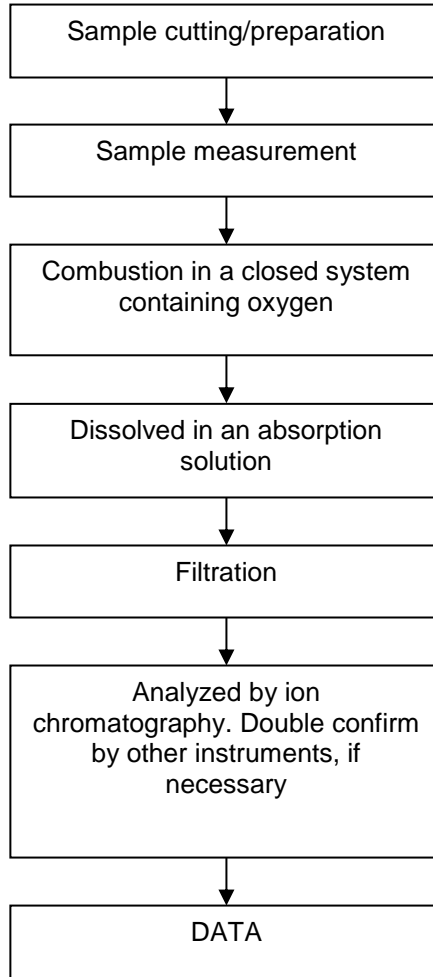 Sample cutting/preparation
Sample measurement
Combustion in a closed system
containing oxygen
Dissolved in an absorption
solution
Filtration
Analyzed by ion
chromatography. Double confirm
by other instruments, if
necessary
DATA